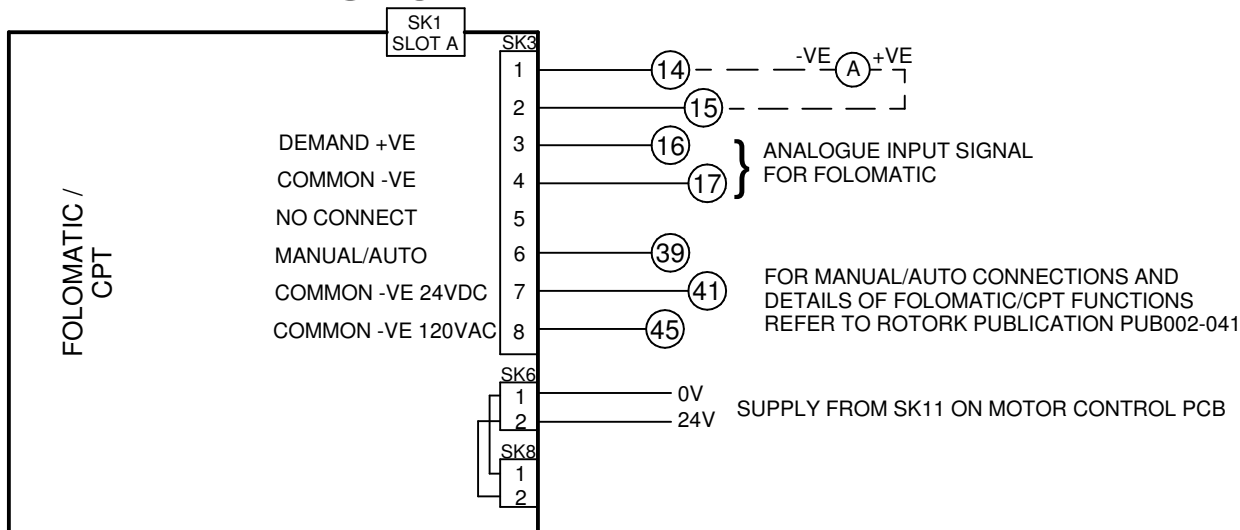 SK1
SLOT A
SK3
1
14
-VE
A
+VE
2
15
DEMAND +VE
3
16
ANALOGUE INPUT SIGNAL
FOR FOLOMATIC
COMMON -VE
4
17
NO CONNECT
5
MANUAL/AUTO
6
39
COMMON -VE 24VDC
7
41
COMMON -VE 120VAC
8
45
FOR MANUAL/AUTO CONNECTIONS AND
DETAILS OF FOLOMATIC/CPT FUNCTIONS
REFER TO ROTORK PUBLICATION PUB002-041
FOLOMATIC /
CPT
SK6
1
0V
2
24V
SUPPLY FROM SK11 ON MOTOR CONTROL PCB
SK8
1
2